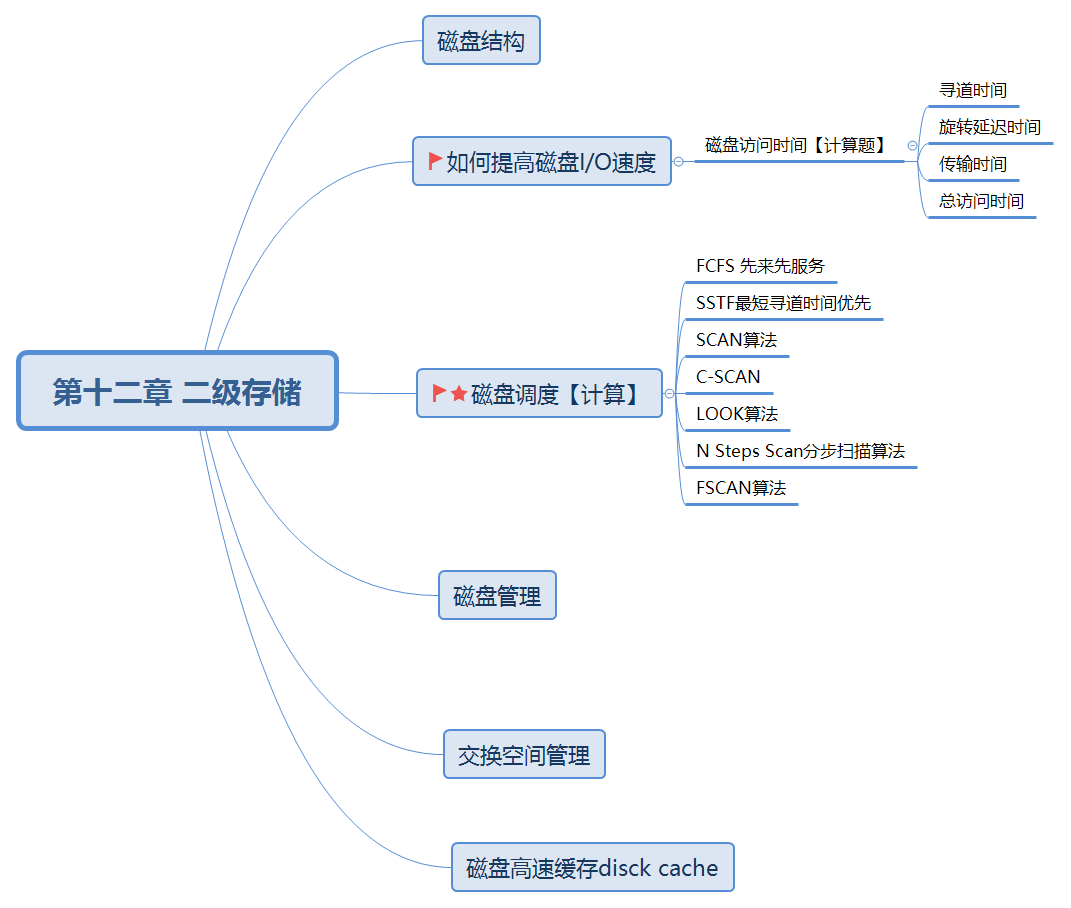 第十二章 二级存储
磁盘结构
如何提高磁盘I/O速度
磁盘访问时间【计算题】
寻道时间
旋转延迟时间
传输时间
总访问时间
磁盘调度【计算】
FCFS 先来先服务
SSTF最短寻道时间优先
SCAN算法
C-SCAN
LOOK算法
N Steps Scan分步扫描算法
FSCAN算法
磁盘管理
交换空间管理
磁盘高速缓存disck cache